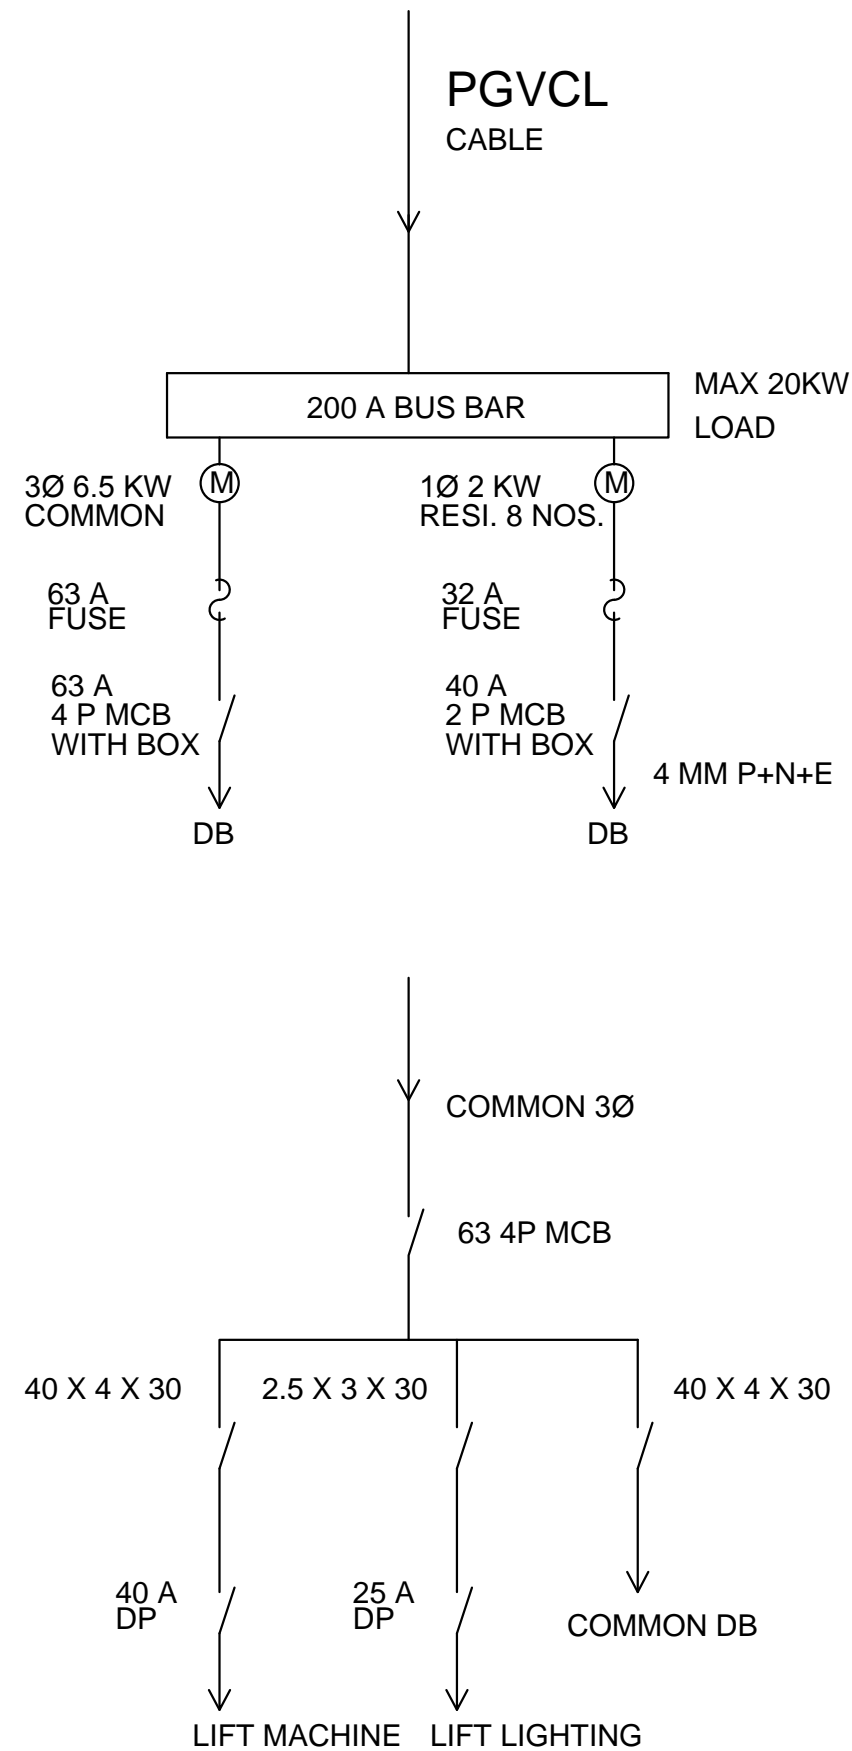 PGVCL
CABLE
200 A BUS BAR
MAX 20KW
LOAD
3Ø 6.5 KW
COMMON
M
63 A
FUSE
63 A
4 P MCB
WITH BOX
DB
1Ø 2 KW
RESI. 8 NOS.
M
32 A
FUSE
40 A
2 P MCB
WITH BOX
4 MM P+N+E
DB
COMMON 3Ø
63 4P MCB
40 X 4 X 30
2.5 X 3 X 30
40 X 4 X 30
40 A
DP
25 A
DP
COMMON DB
LIFT MACHINE
LIFT LIGHTING